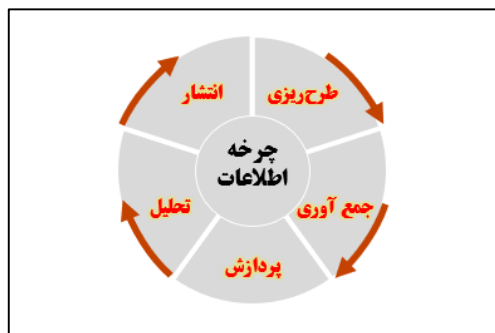 چرخه
اطلاعات
طرح‌ریزی
جمع آوری
پردازش
تحلیل
انتشار